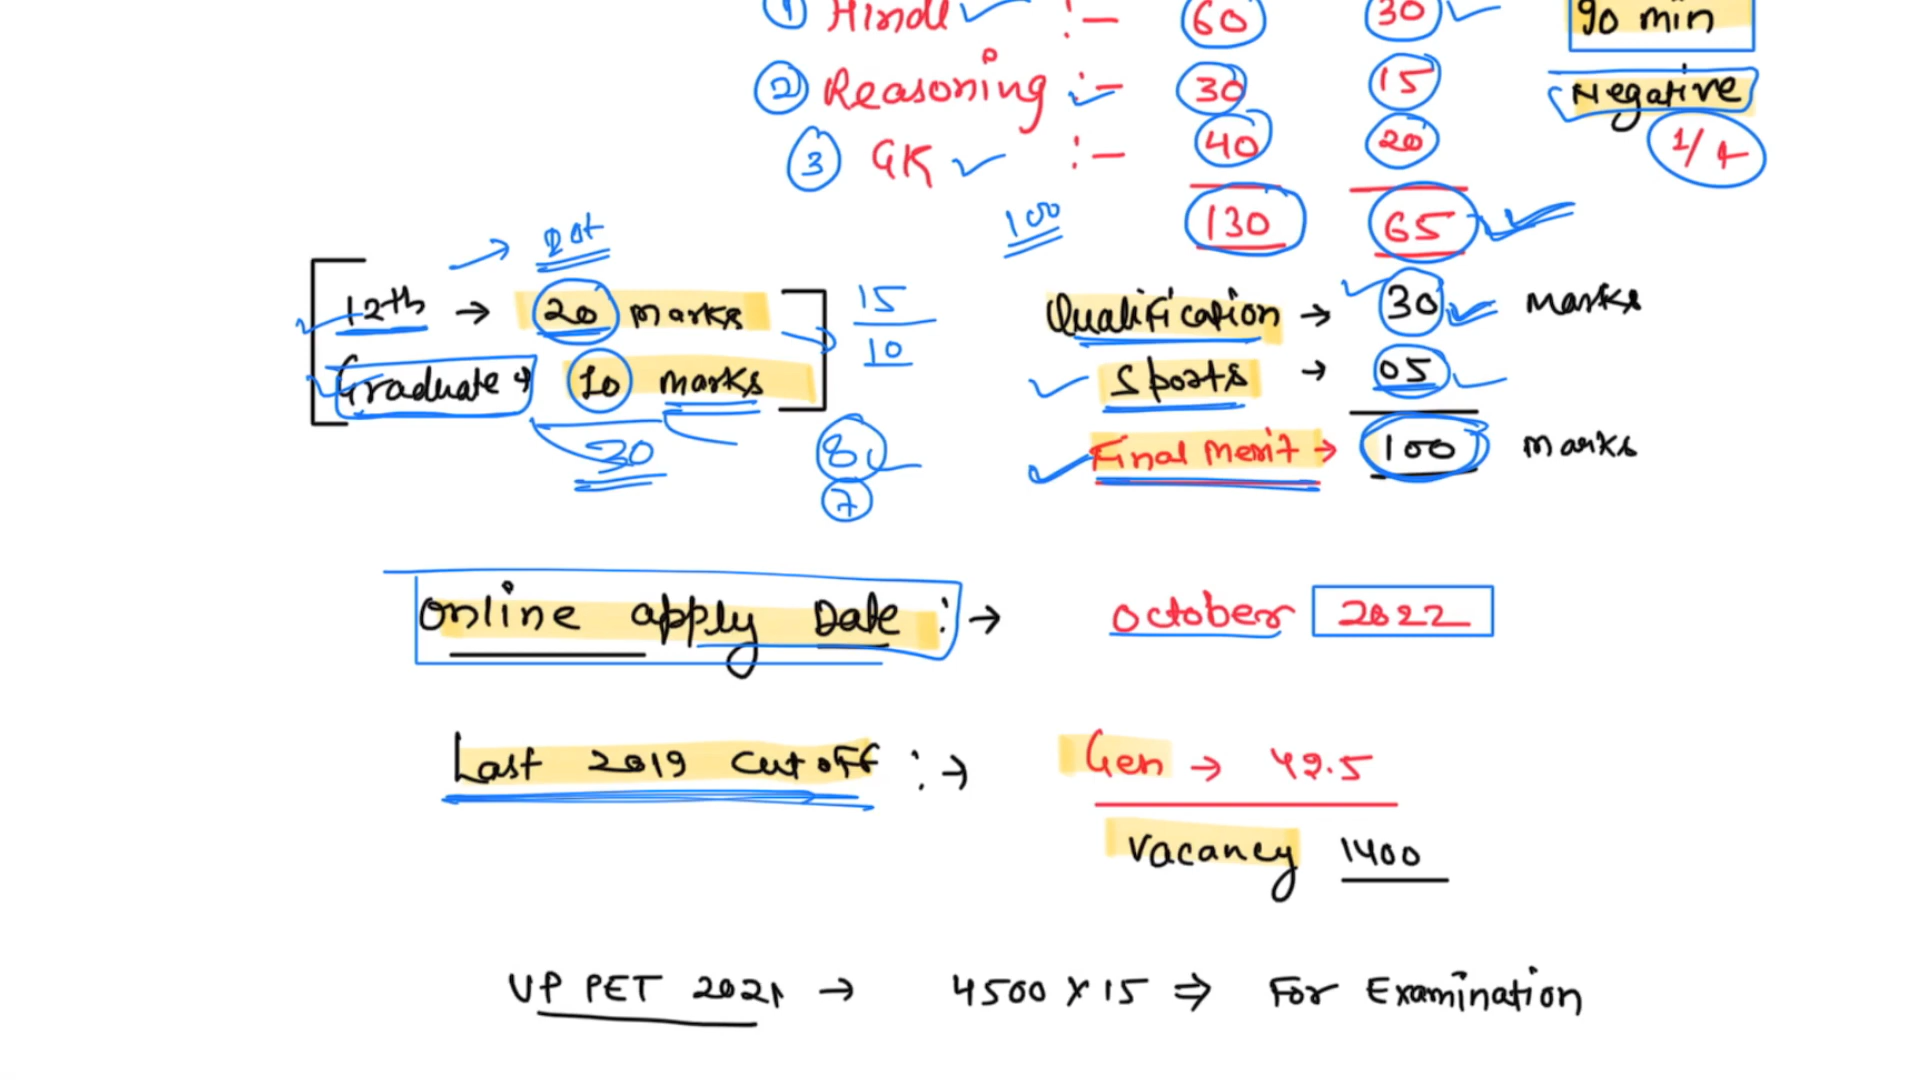 1 Hindi :- 60 30 90 min
2 Reasoning :- 30 15 Negative
3 GK :- 40 20 1/4
100 130 65
12th → 20 marks 15 Qualification → 30 marks
10
Graduate → 10 marks Sports → 05
30 8 Final Merit → 100 marks
7
Online apply Date :→ October 2022
Last 2019 Cutoff :→ Gen → 49.5
Vacancy 1400
UP PET 2021 → 4500 X 15 ⇒ For Examination